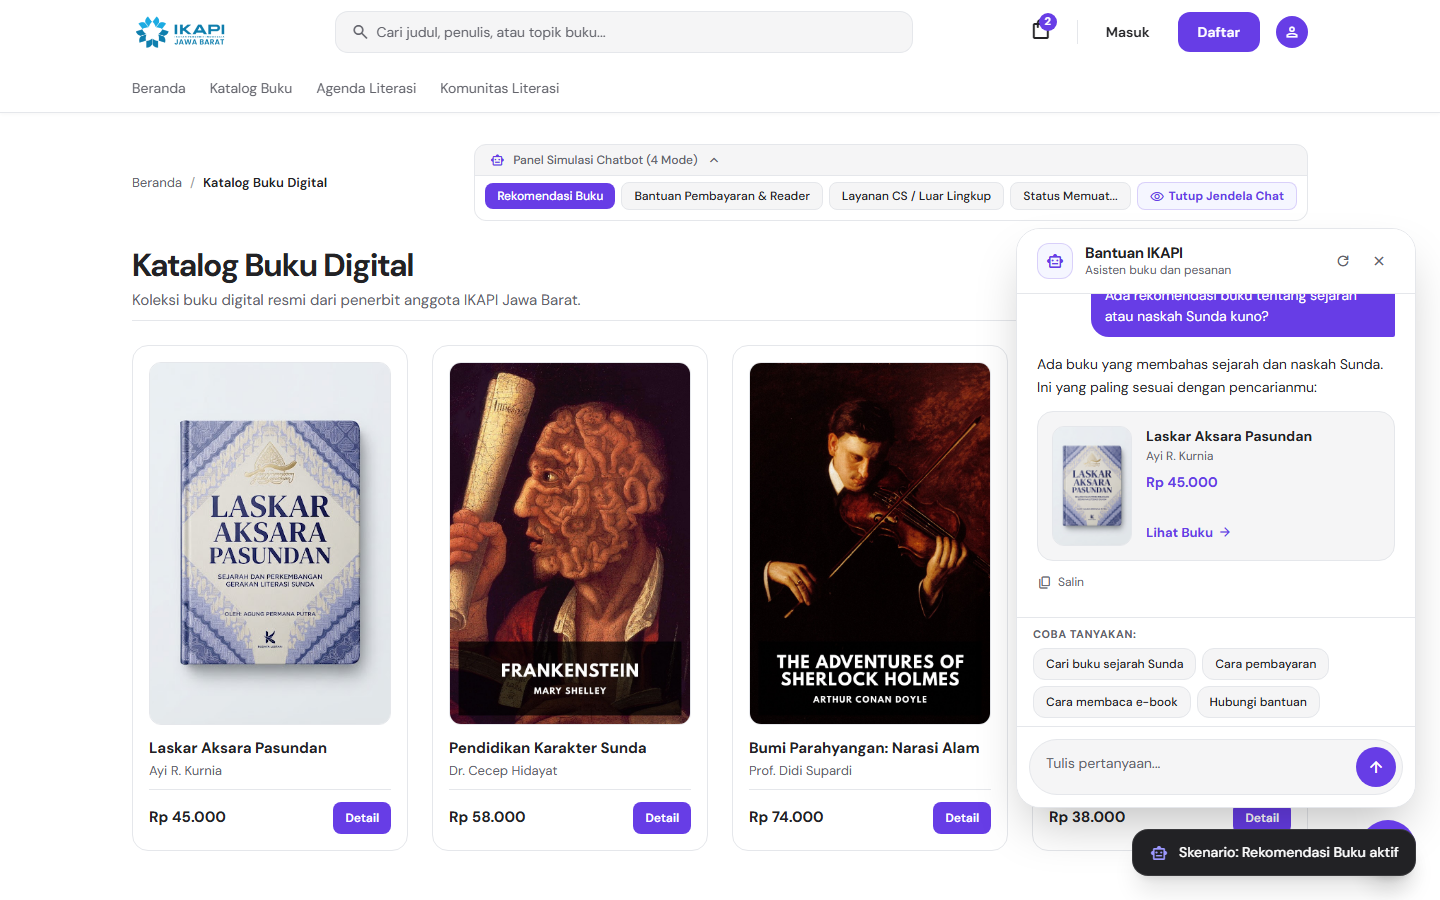 IKAPI
JAWA BARAT
Cari judul, penulis, atau topik buku...
2
Masuk
Daftar
Beranda
Katalog Buku
Agenda Literasi
Komunitas Literasi
Beranda / Katalog Buku Digital
Panel Simulasi Chatbot (4 Mode)
Rekomendasi Buku
Bantuan Pembayaran & Reader
Layanan CS / Luar Lingkup
Status Memuat...
Tutup Jendela Chat
Katalog Buku Digital
Koleksi buku digital resmi dari penerbit anggota IKAPI Jawa Barat.
LASKAR
AKSARA
PASUNDAN
SEJARAH DAN PERKEMBANGAN
GERAKAN LITERASI SUNDA
OLEH: AGUNG PERMANA PUTRA
Laskar Aksara Pasundan
Ayi R. Kurnia
Rp 45.000
Detail
FRANKENSTEIN
MARY SHELLEY
Pendidikan Karakter Sunda
Dr. Cecep Hidayat
Rp 58.000
Detail
THE ADVENTURES OF
SHERLOCK HOLMES
ARTHUR CONAN DOYLE
Bumi Parahyangan: Narasi Alam
Prof. Didi Supardi
Rp 74.000
Detail
Rp 38.000
Detail
Bantuan IKAPI
Asisten buku dan pesanan
Ada rekomendasi buku tentang sejarah
atau naskah Sunda kuno?
Ada buku yang membahas sejarah dan naskah Sunda.
Ini yang paling sesuai dengan pencarianmu:
LASKAR
AKSARA
PASUNDAN
Laskar Aksara Pasundan
Ayi R. Kurnia
Rp 45.000
Lihat Buku
Salin
COBA TANYAKAN:
Cari buku sejarah Sunda
Cara pembayaran
Cara membaca e-book
Hubungi bantuan
Tulis pertanyaan...
Skenario: Rekomendasi Buku aktif